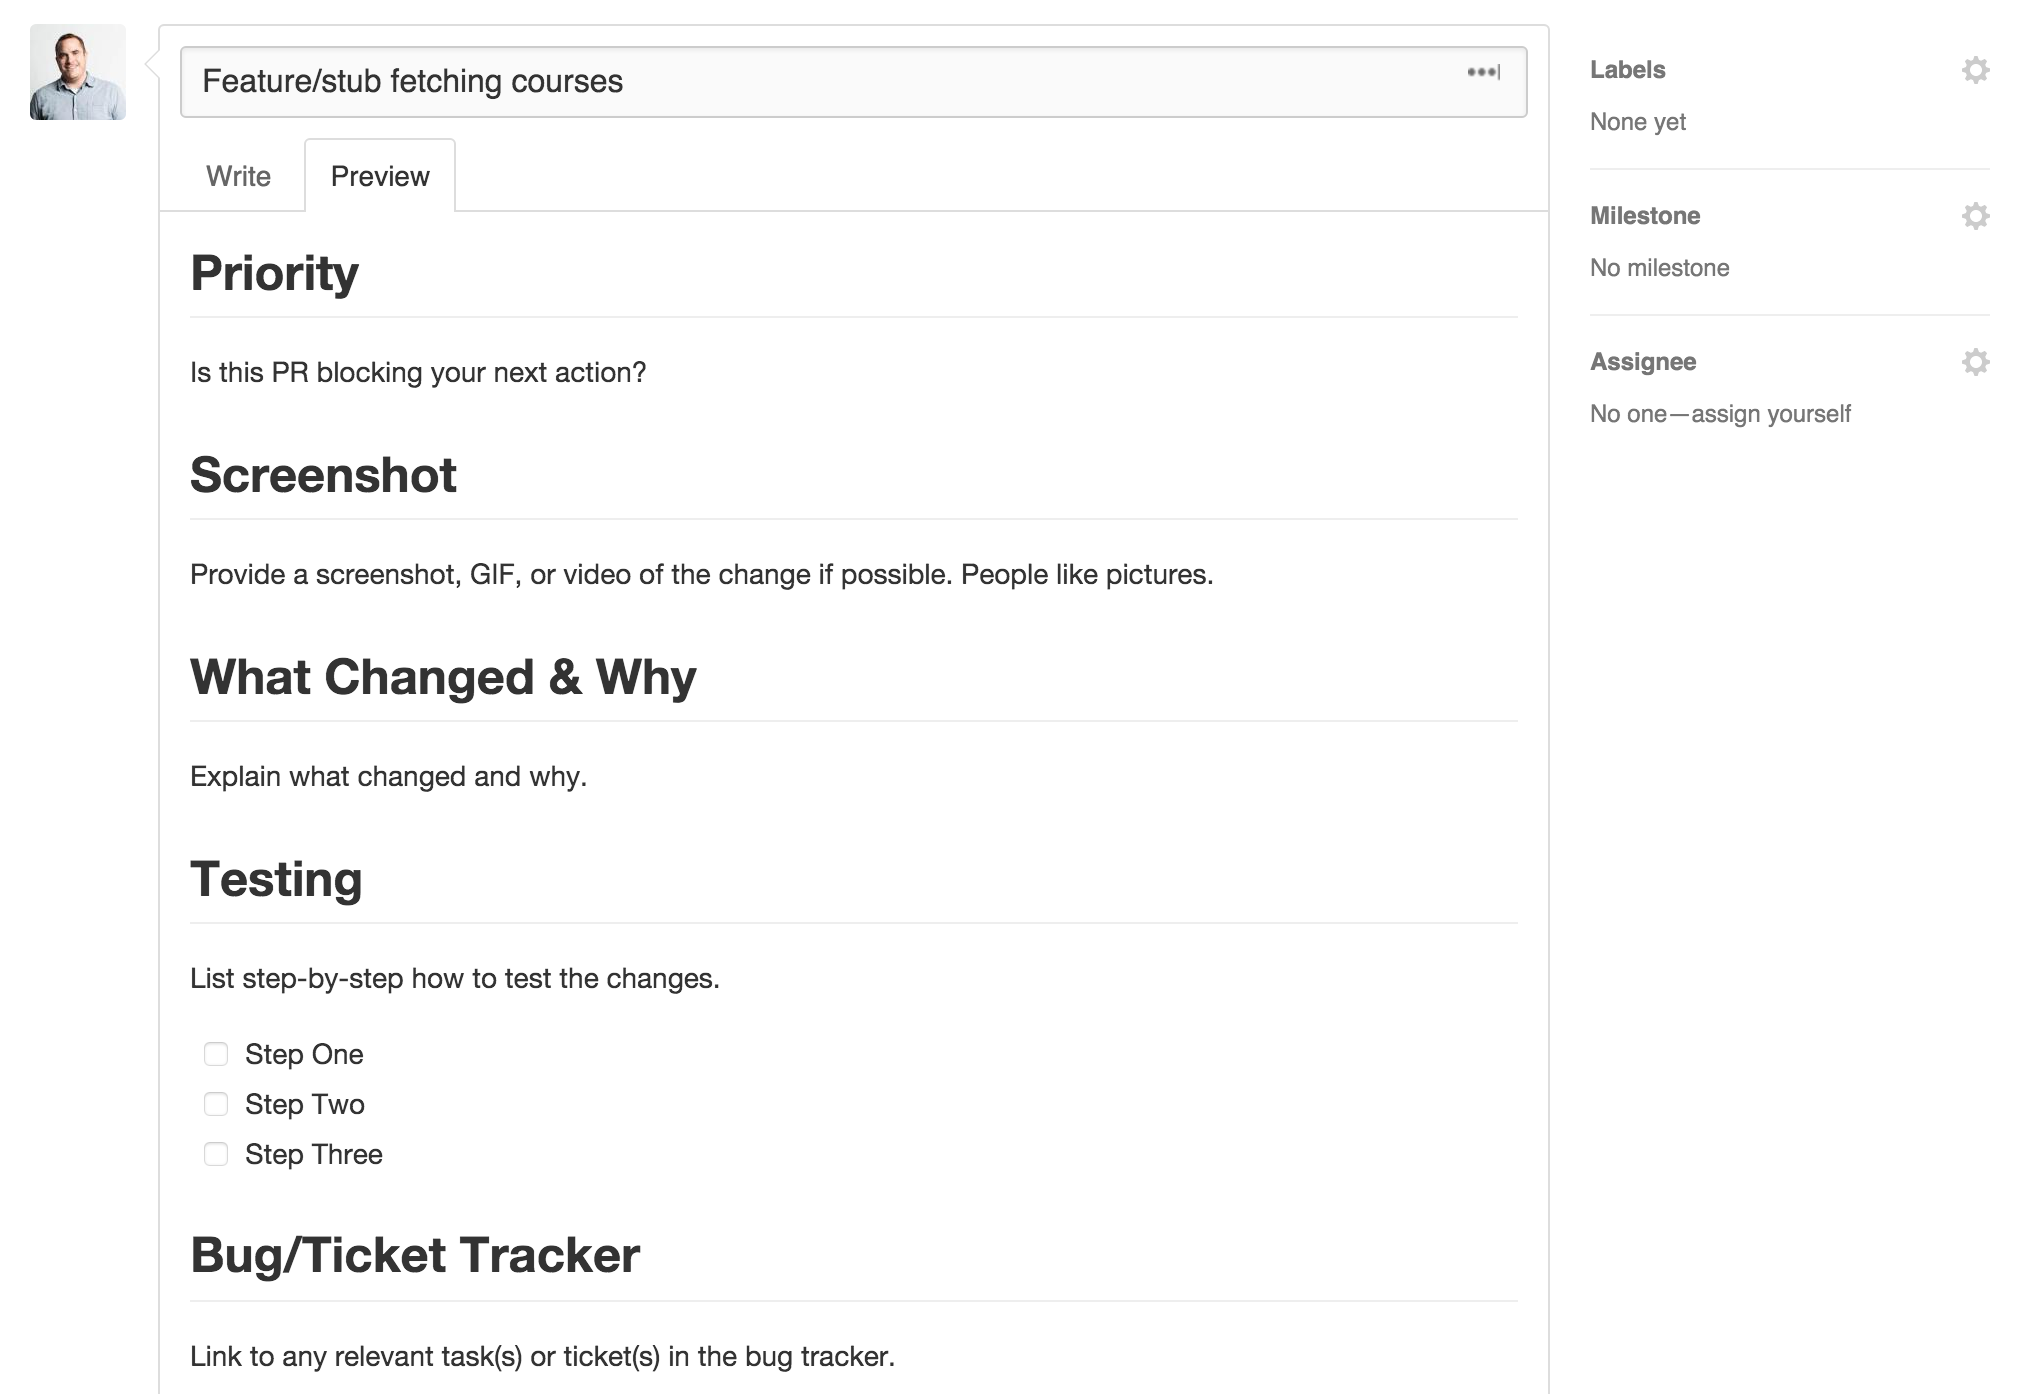 Feature/stub fetching courses
Write
Preview
Priority
Is this PR blocking your next action?
Screenshot
Provide a screenshot, GIF, or video of the change if possible. People like pictures.
What Changed & Why
Explain what changed and why.
Testing
List step-by-step how to test the changes.
Step One
Step Two
Step Three
Bug/Ticket Tracker
Link to any relevant task(s) or ticket(s) in the bug tracker.
Labels
None yet
Milestone
No milestone
Assignee
No one—assign yourself